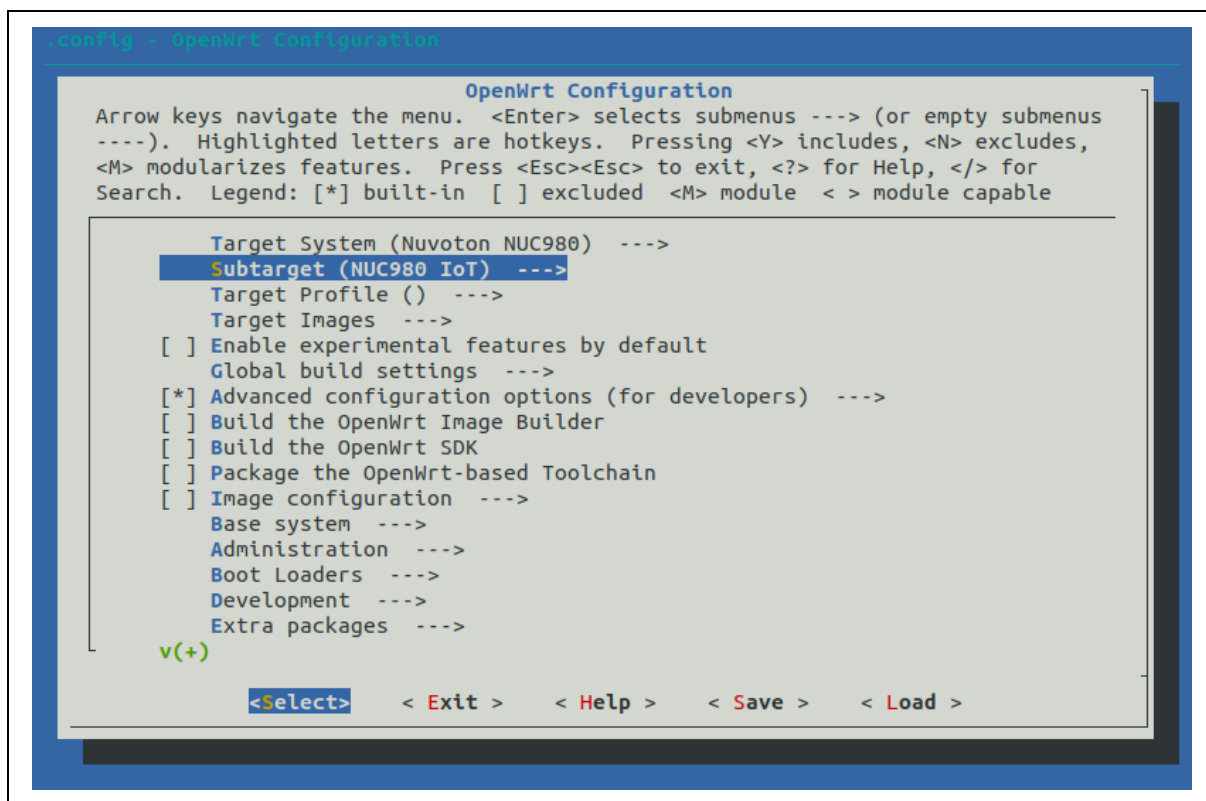 .config - OpenWrt Configuration
OpenWrt Configuration
Arrow keys navigate the menu.  <Enter> selects submenus ---> (or empty submenus
----).  Highlighted letters are hotkeys.  Pressing <Y> includes, <N> excludes,
<M> modularizes features.  Press <Esc><Esc> to exit, <?> for Help, </> for
Search.  Legend: [*] built-in  [ ] excluded  <M> module  < > module capable
Target System (Nuvoton NUC980)  --->
Subtarget (NUC980 IoT)  --->
Target Profile ()  --->
Target Images  --->
[ ] Enable experimental features by default
Global build settings  --->
[*] Advanced configuration options (for developers)  --->
[ ] Build the OpenWrt Image Builder
[ ] Build the OpenWrt SDK
[ ] Package the OpenWrt-based Toolchain
[ ] Image configuration  --->
Base system  --->
Administration  --->
Boot Loaders  --->
Development  --->
Extra packages  --->
v(+)
<Select>    < Exit >    < Help >    < Save >    < Load >